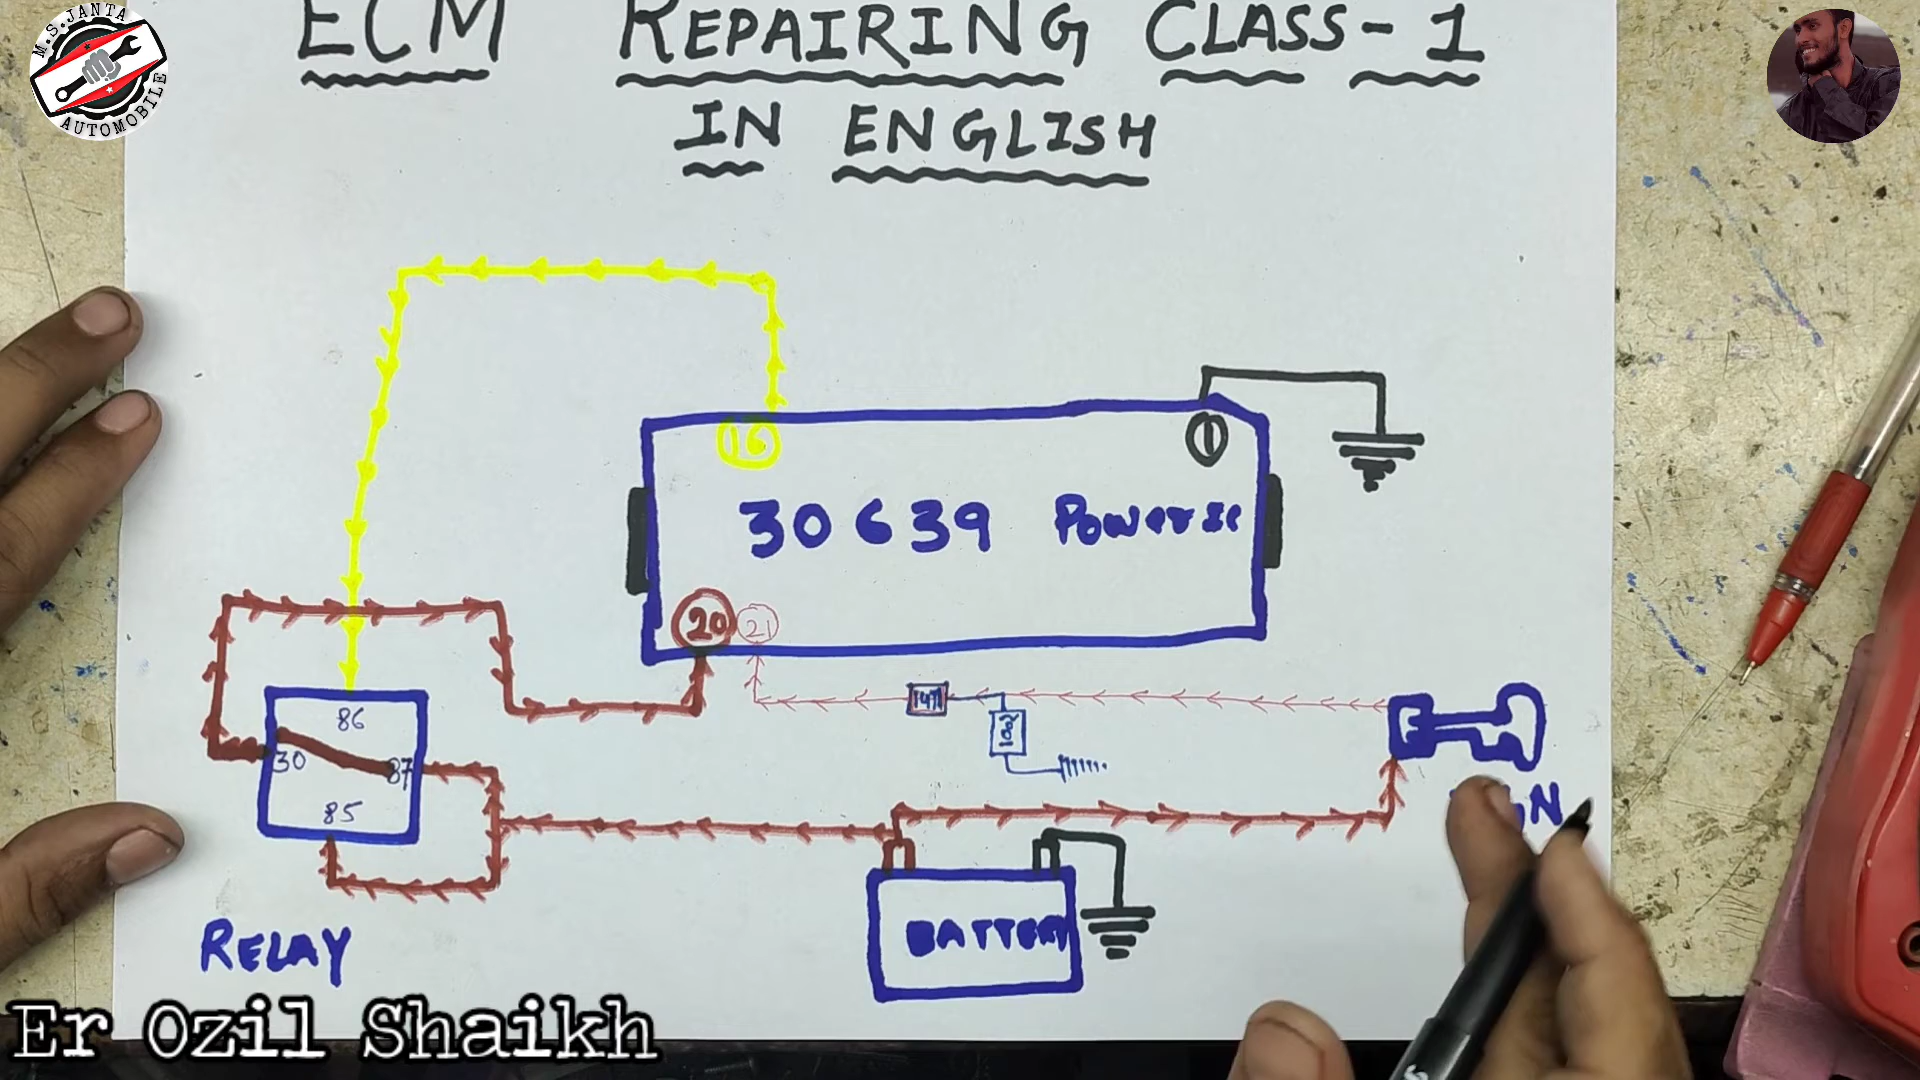 M.S.JANTA
AUTOMOBILE
ECM REPAIRING CLASS-1
IN ENGLISH
16
1
30639 Power IC
20
21
147
86
30
87
85
RELAY
BATTERY
Er Ozil Shaikh